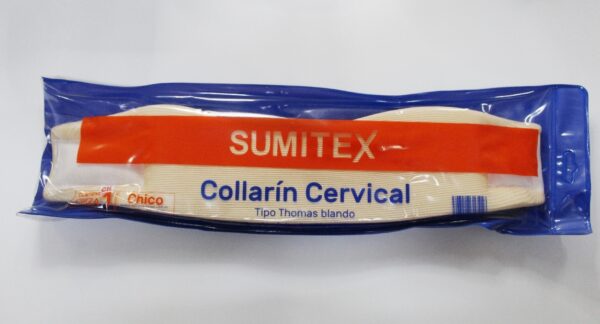 SUMITEX
Collarín Cervical
Tipo Thomas blando
1
Chico